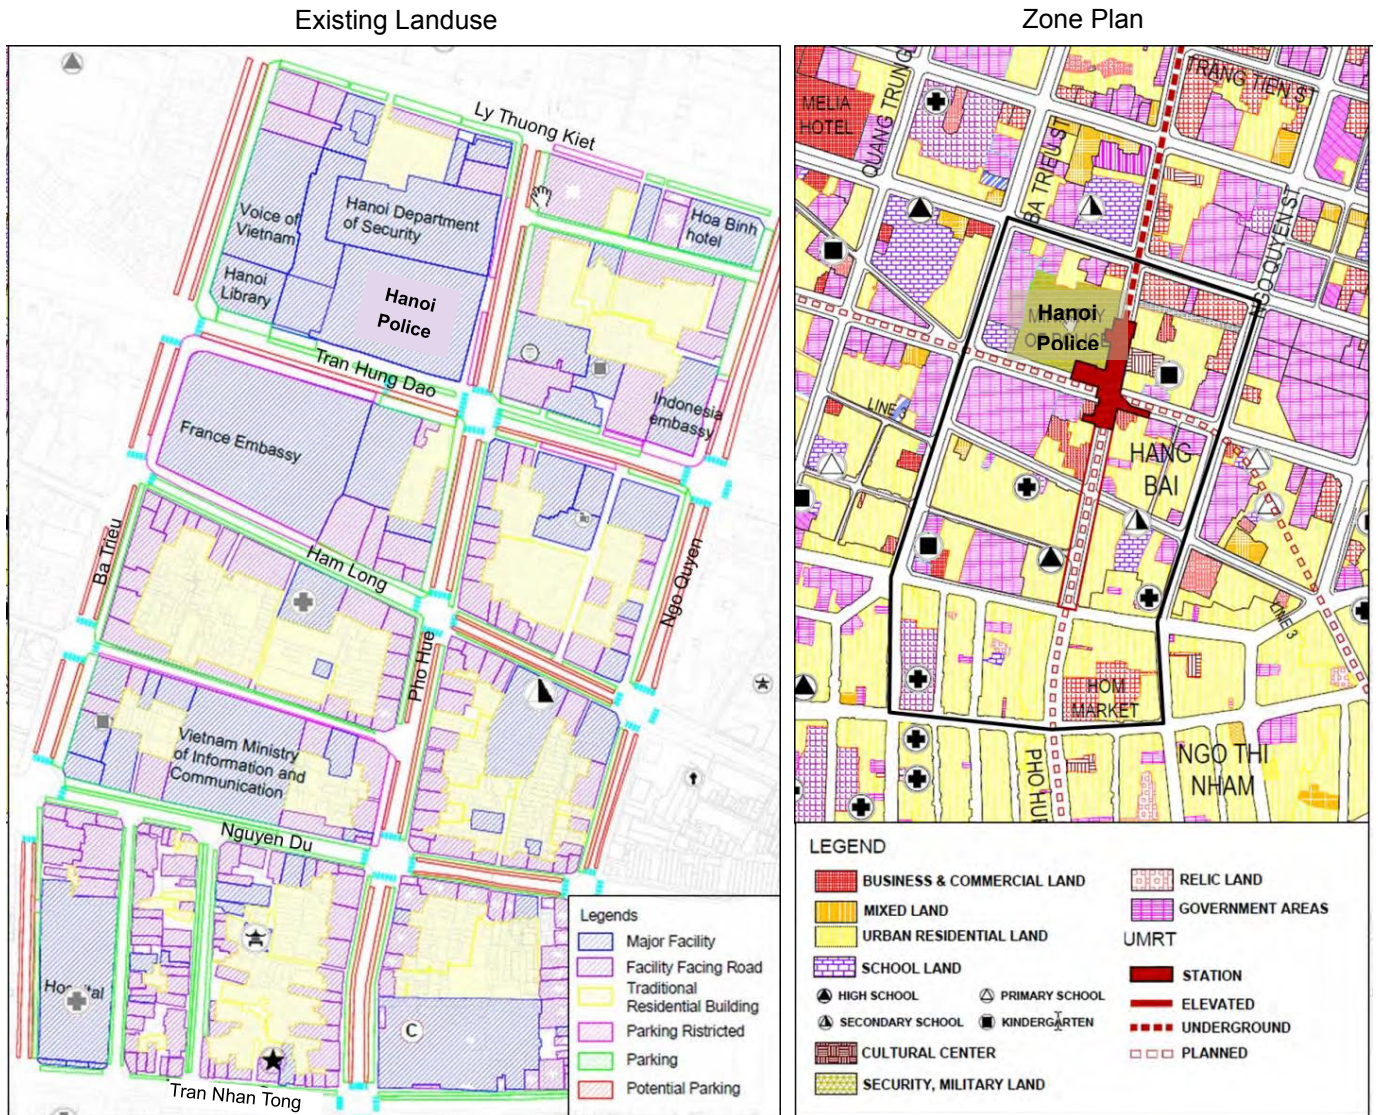 Existing Landuse
Zone Plan
Ly Thuong Kiet
Voice of
Vietnam
Hanoi Department
of Security
Hoa Binh
hotel
Hanoi
Library
Hanoi
Police
Tran Hung Dao
France Embassy
Indonesia
embassy
Ba Trieu
Ham Long
Pho Hue
Ngo Quyen
Vietnam Ministry
of Information and
Communication
Nguyen Du
C
Tran Nhan Tong
Legends
Major Facility
Facility Facing Road
Traditional
Residential Building
Parking Ristricted
Parking
Potential Parking
MELIA
HOTEL
QUANG TRUNG
BA TRIEU ST
TRANG TIEN ST
NGO QUYEN ST
Hanoi
Police
LINE 3
HANG
BAI
LINE 3
HOM
MARKET
PHO HUE
NGO THI
NHAM
LEGEND
BUSINESS & COMMERCIAL LAND
MIXED LAND
URBAN RESIDENTIAL LAND
SCHOOL LAND
HIGH SCHOOL
PRIMARY SCHOOL
SECONDARY SCHOOL
KINDERGARTEN
CULTURAL CENTER
SECURITY, MILITARY LAND
RELIC LAND
GOVERNMENT AREAS
UMRT
STATION
ELEVATED
UNDERGROUND
PLANNED